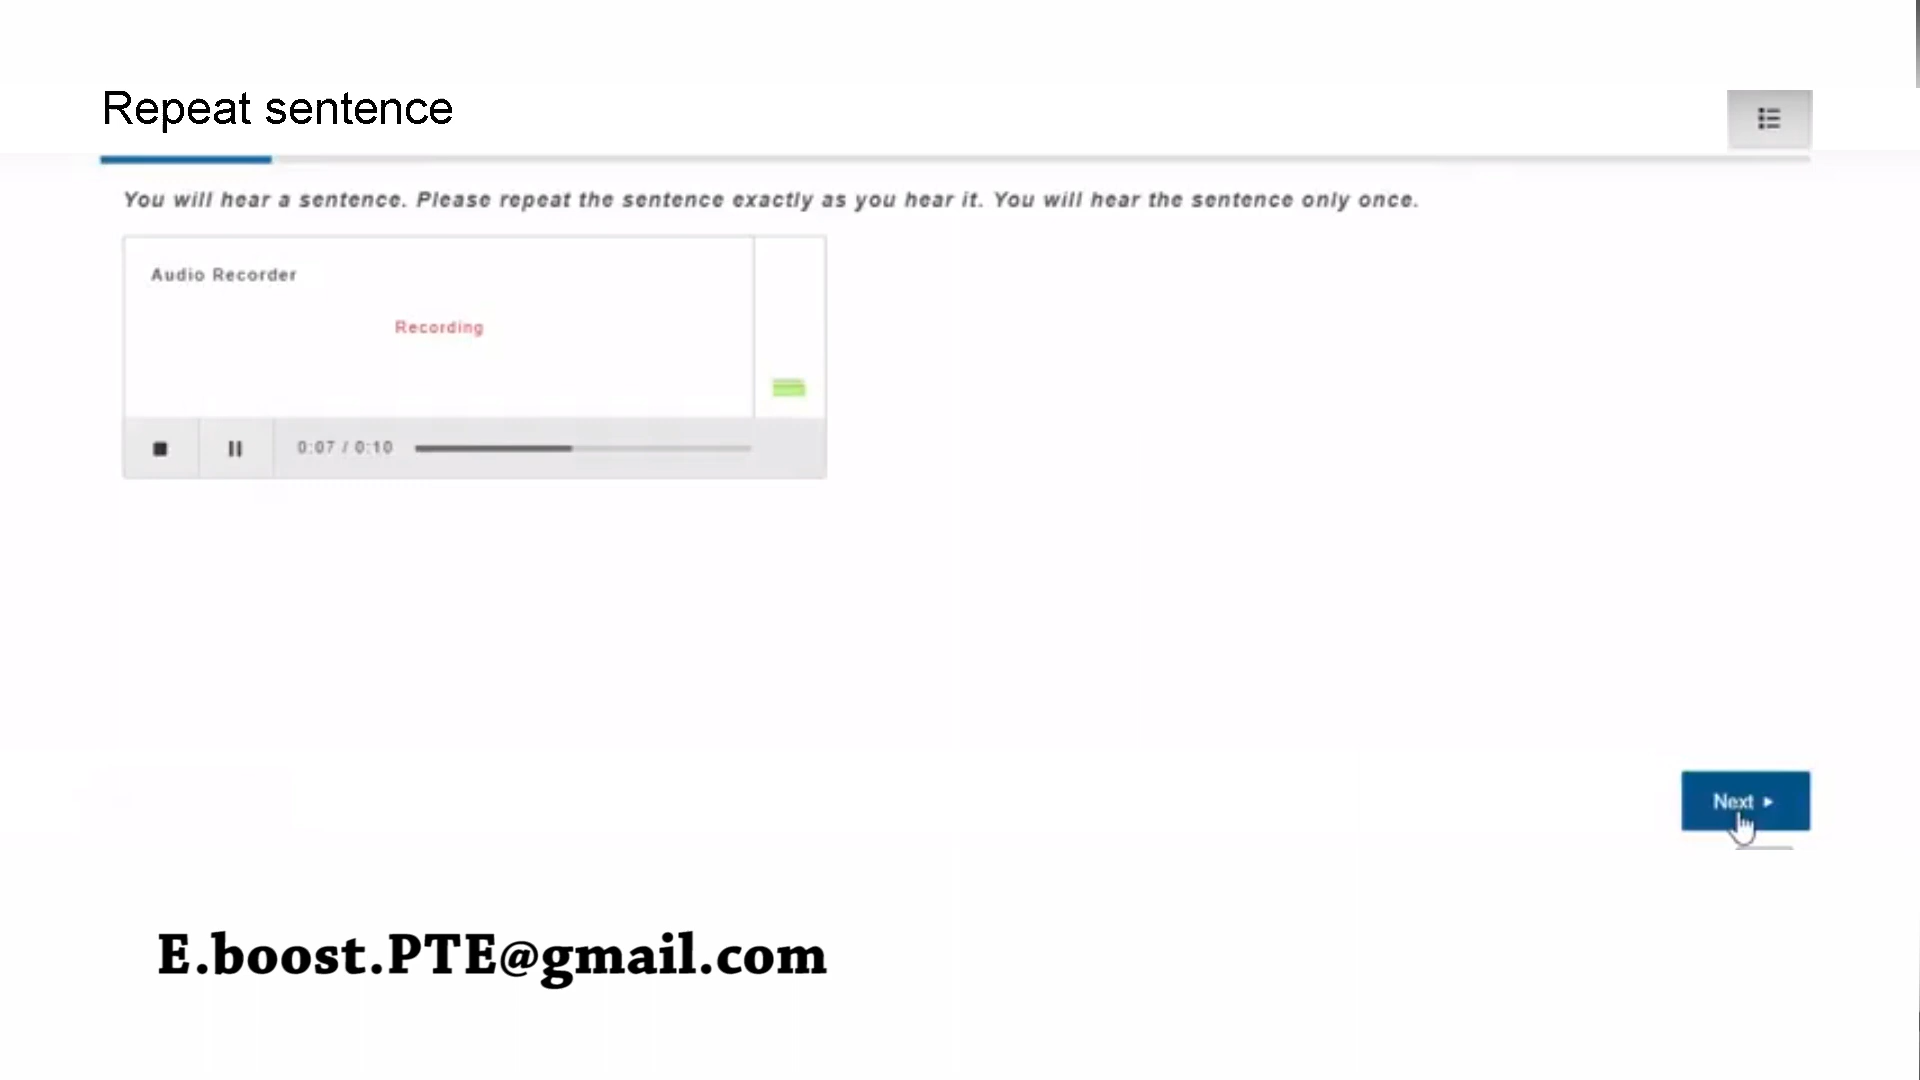 Repeat sentence
You will hear a sentence. Please repeat the sentence exactly as you hear it. You will hear the sentence only once.
Audio Recorder
Recording
0:07 / 0:10
Next
E.boost.PTE@gmail.com